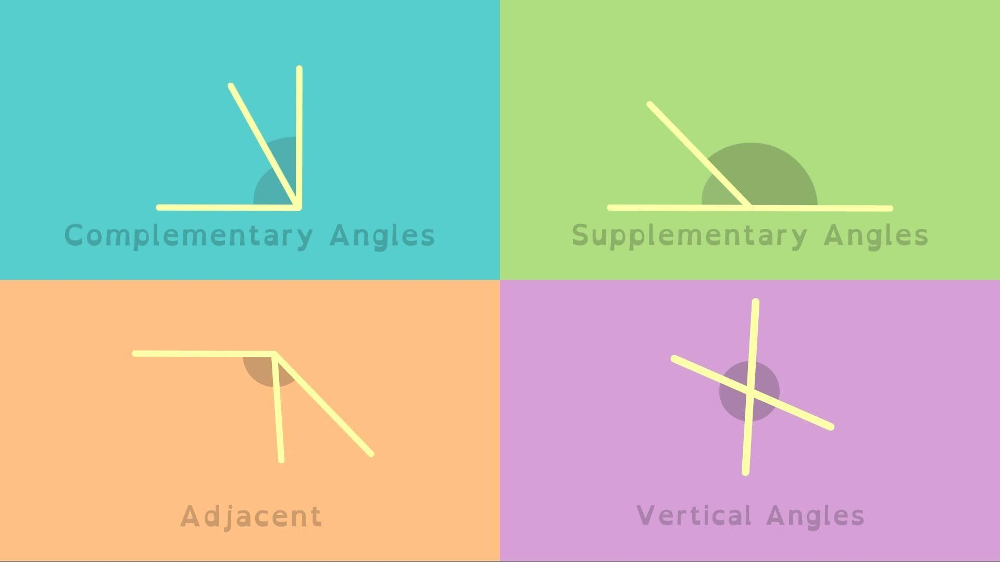 Complementary Angles
Supplementary Angles
Adjacent
Vertical Angles